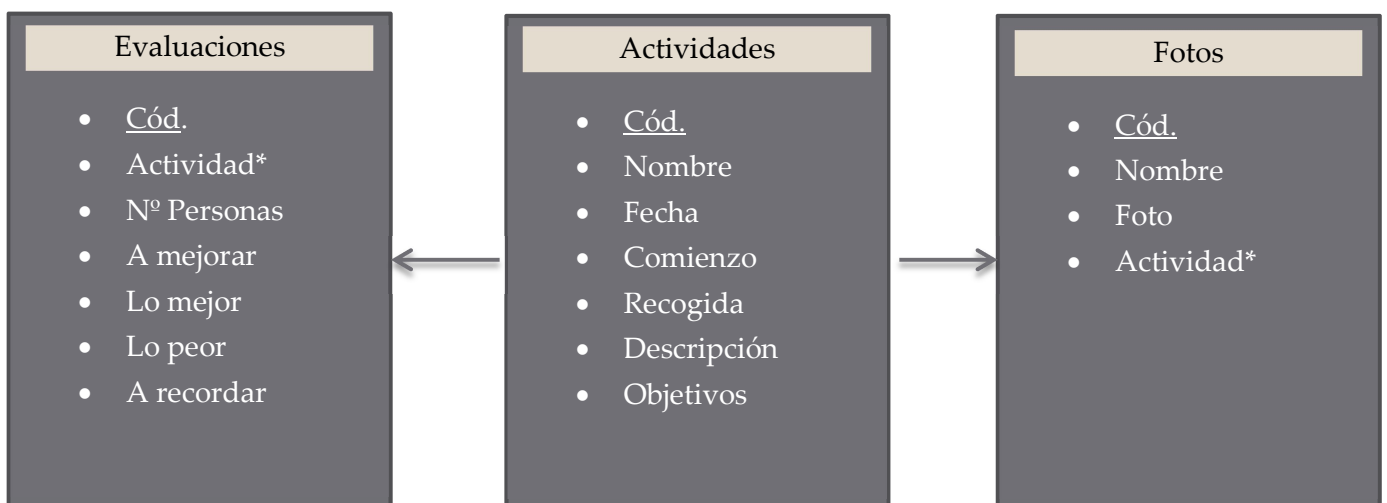 Evaluaciones
• Cód.
• Actividad*
• Nº Personas
• A mejorar
• Lo mejor
• Lo peor
• A recordar
Actividades
• Cód.
• Nombre
• Fecha
• Comienzo
• Recogida
• Descripción
• Objetivos
Fotos
• Cód.
• Nombre
• Foto
• Actividad*